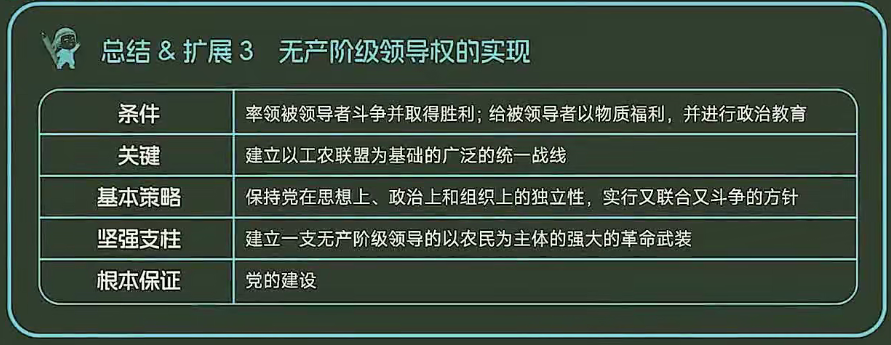 总结 & 扩展 3 无产阶级领导权的实现
条件 率领被领导者斗争并取得胜利；给被领导者以物质福利，并进行政治教育
关键 建立以工农联盟为基础的广泛的统一战线
基本策略 保持党在思想上、政治上和组织上的独立性，实行又联合又斗争的方针
坚强支柱 建立一支无产阶级领导的以农民为主体的强大的革命武装
根本保证 党的建设